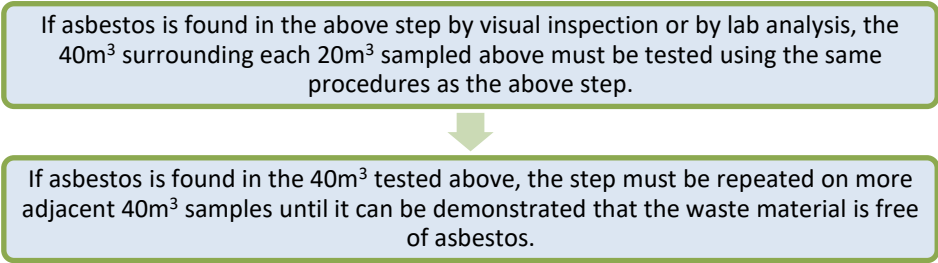 If asbestos is found in the above step by visual inspection or by lab analysis, the
40m³ surrounding each 20m³ sampled above must be tested using the same
procedures as the above step.
If asbestos is found in the 40m³ tested above, the step must be repeated on more
adjacent 40m³ samples until it can be demonstrated that the waste material is free
of asbestos.